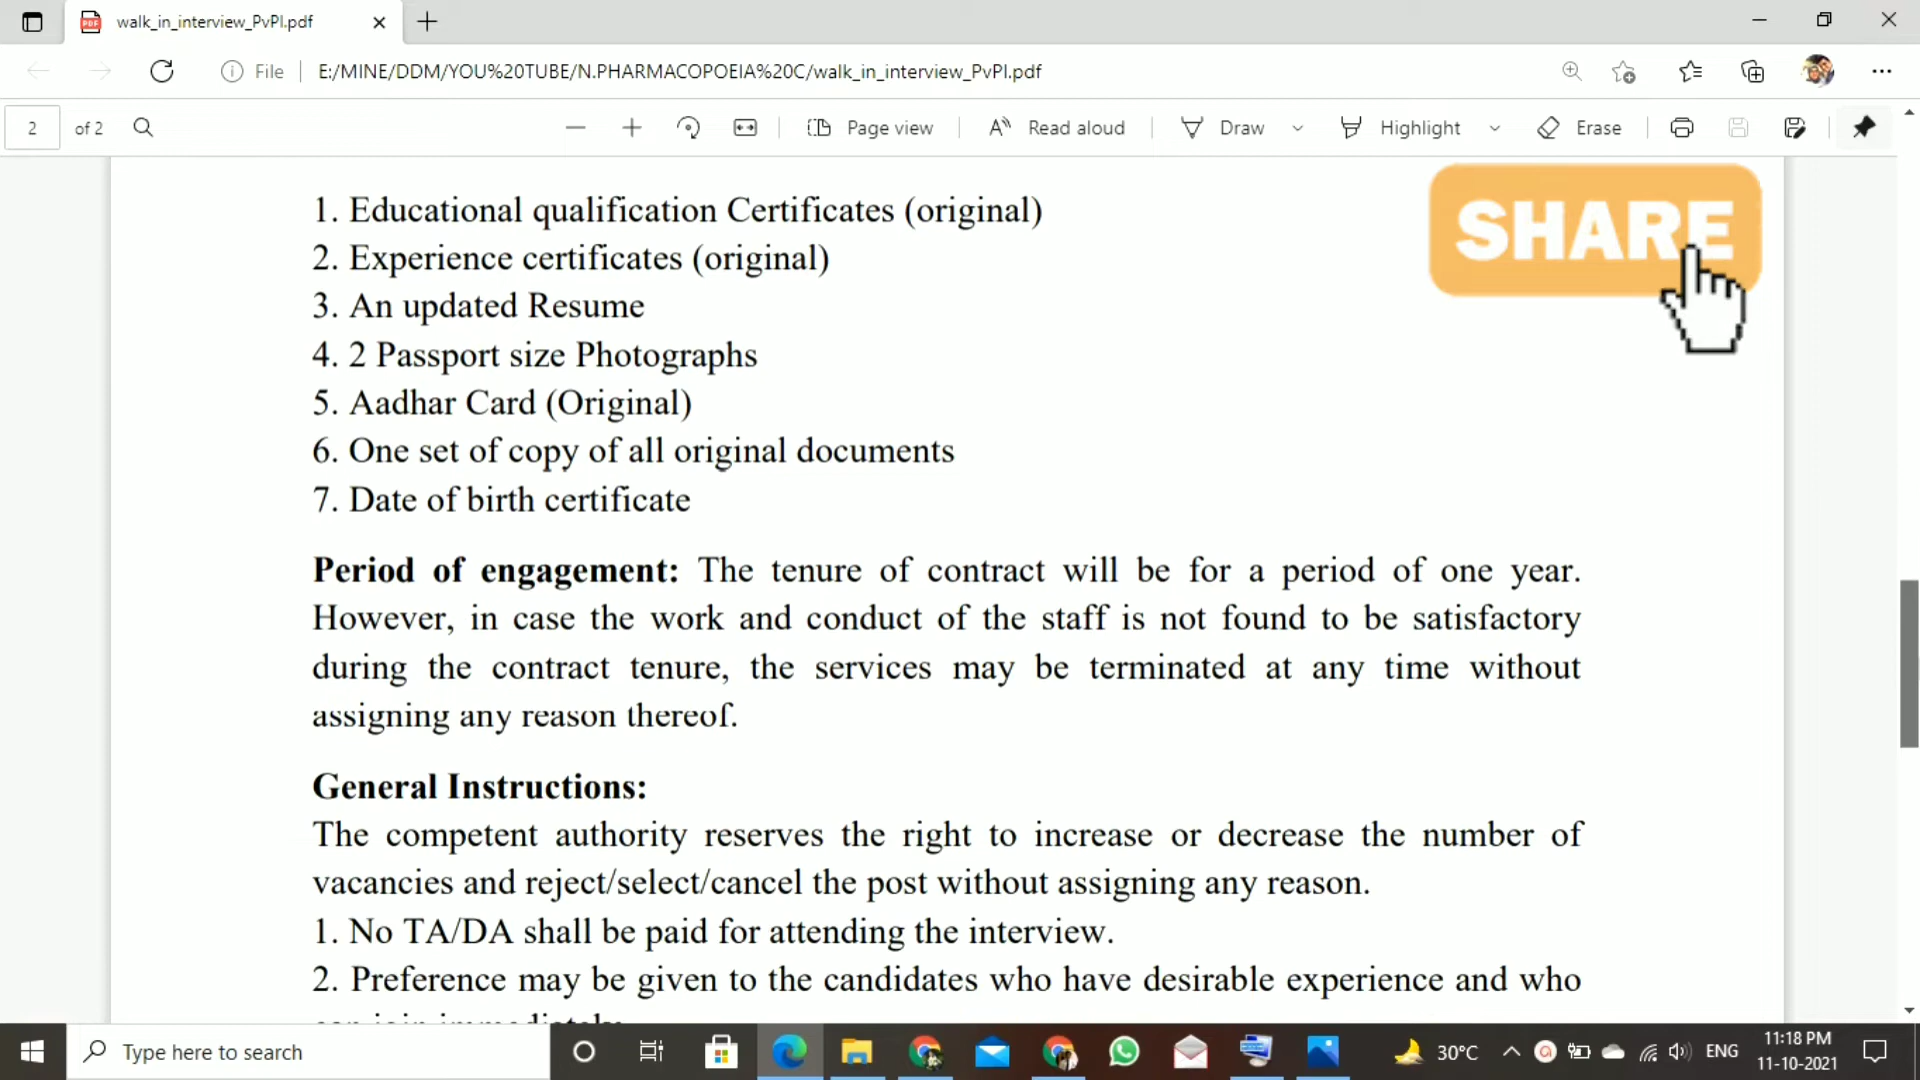 walk_in_interview_PvPI.pdf
File E:/MINE/DDM/YOU%20TUBE/N.PHARMACOPOEIA%20C/walk_in_interview_PvPI.pdf
2 of 2 Page view Read aloud Draw Highlight Erase
SHARE
1. Educational qualification Certificates (original)
2. Experience certificates (original)
3. An updated Resume
4. 2 Passport size Photographs
5. Aadhar Card (Original)
6. One set of copy of all original documents
7. Date of birth certificate
Period of engagement: The tenure of contract will be for a period of one year.
However, in case the work and conduct of the staff is not found to be satisfactory
during the contract tenure, the services may be terminated at any time without
assigning any reason thereof.
General Instructions:
The competent authority reserves the right to increase or decrease the number of
vacancies and reject/select/cancel the post without assigning any reason.
1. No TA/DA shall be paid for attending the interview.
2. Preference may be given to the candidates who have desirable experience and who
can join immediately
Type here to search
30°C
ENG
11:18 PM
11-10-2021